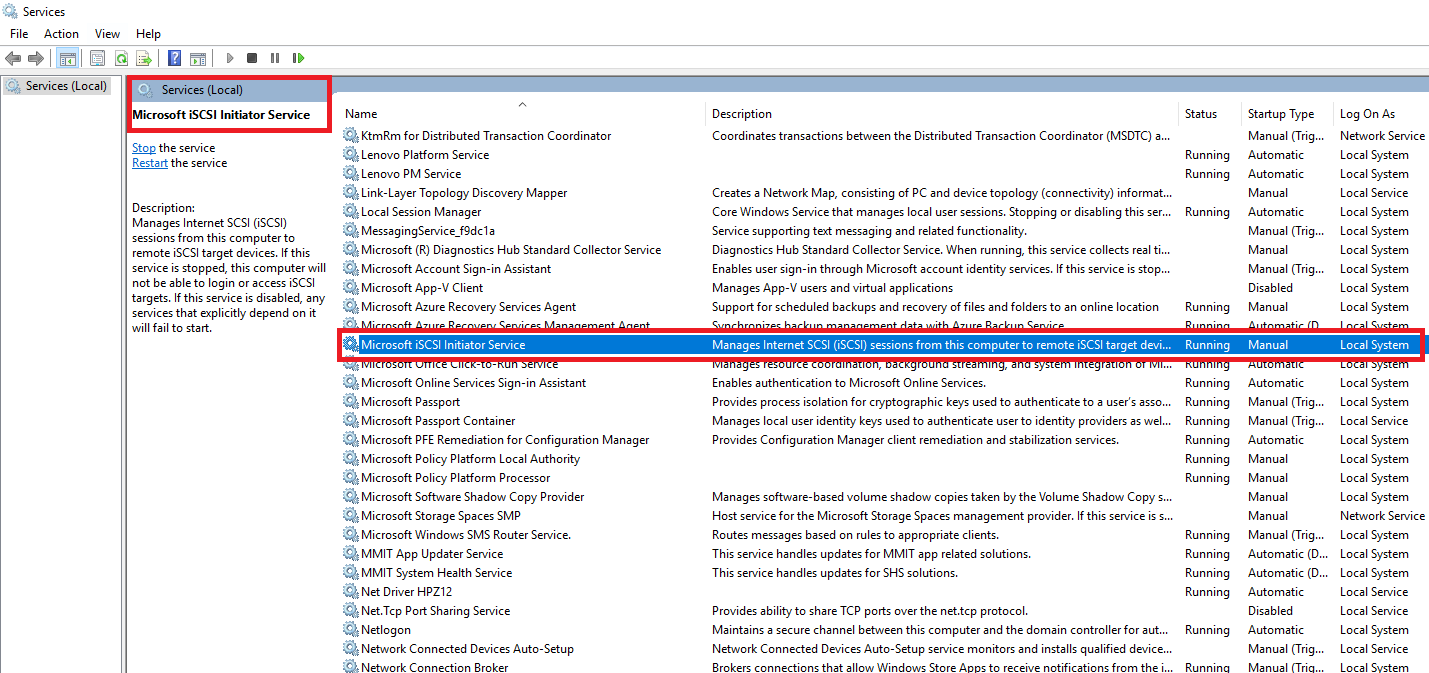 Services
File Action View Help
Services (Local)
Services (Local)
Microsoft iSCSI Initiator Service
Stop the service
Restart the service
Description:
Manages Internet SCSI (iSCSI)
sessions from this computer to
remote iSCSI target devices. If this
service is stopped, this computer will
not be able to login or access iSCSI
targets. If this service is disabled, any
services that explicitly depend on it
will fail to start.
Name Description Status Startup Type Log On As
KtmRm for Distributed Transaction Coordinator Coordinates transactions between the Distributed Transaction Coordinator (MSDTC) a... Manual (Trig... Network Service
Lenovo Platform Service Running Automatic Local System
Lenovo PM Service Running Automatic Local System
Link-Layer Topology Discovery Mapper Creates a Network Map, consisting of PC and device topology (connectivity) informat... Manual Local Service
Local Session Manager Core Windows Service that manages local user sessions. Stopping or disabling this ser... Running Automatic Local System
MessagingService_f9dc1a Service supporting text messaging and related functionality. Manual (Trig... Local System
Microsoft (R) Diagnostics Hub Standard Collector Service Diagnostics Hub Standard Collector Service. When running, this service collects real ti... Manual Local System
Microsoft Account Sign-in Assistant Enables user sign-in through Microsoft account identity services. If this service is stop... Manual (Trig... Local System
Microsoft App-V Client Manages App-V users and virtual applications Disabled Local System
Microsoft Azure Recovery Services Agent Support for scheduled backups and recovery of files and folders to an online location Running Manual Local System
Microsoft Azure Recovery Services Management Agent Synchronizes backup management data with Azure Backup Service Running Automatic (D... Local System
Microsoft iSCSI Initiator Service Manages Internet SCSI (iSCSI) sessions from this computer to remote iSCSI target devi... Running Manual Local System
Microsoft Office Click-to-Run Service Manages resource coordination, background streaming, and system integration of Mi... Running Automatic Local System
Microsoft Online Services Sign-in Assistant Enables authentication to Microsoft Online Services. Running Automatic Local System
Microsoft Passport Provides process isolation for cryptographic keys used to authenticate to a user's asso... Running Manual (Trig... Local System
Microsoft Passport Container Manages local user identity keys used to authenticate user to identity providers as wel... Running Manual (Trig... Local Service
Microsoft PFE Remediation for Configuration Manager Provides Configuration Manager client remediation and stabilization services. Running Automatic Local System
Microsoft Policy Platform Local Authority Running Manual Local System
Microsoft Policy Platform Processor Running Manual Local System
Microsoft Software Shadow Copy Provider Manages software-based volume shadow copies taken by the Volume Shadow Copy s... Manual Local System
Microsoft Storage Spaces SMP Host service for the Microsoft Storage Spaces management provider. If this service is s... Manual Network Service
Microsoft Windows SMS Router Service. Routes messages based on rules to appropriate clients. Running Manual (Trig... Local System
MMIT App Updater Service This service handles updates for MMIT app related solutions. Running Automatic (D... Local System
MMIT System Health Service This service handles updates for SHS solutions. Running Automatic (D... Local System
Net Driver HPZ12 Running Automatic Local Service
Net.Tcp Port Sharing Service Provides ability to share TCP ports over the net.tcp protocol. Disabled Local Service
Netlogon Maintains a secure channel between this computer and the domain controller for aut... Running Automatic Local System
Network Connected Devices Auto-Setup Network Connected Devices Auto-Setup service monitors and installs qualified device... Manual (Trig... Local Service
Network Connection Broker Brokers connections that allow Windows Store Apps to receive notifications from the i... Running Manual (Trig... Local System